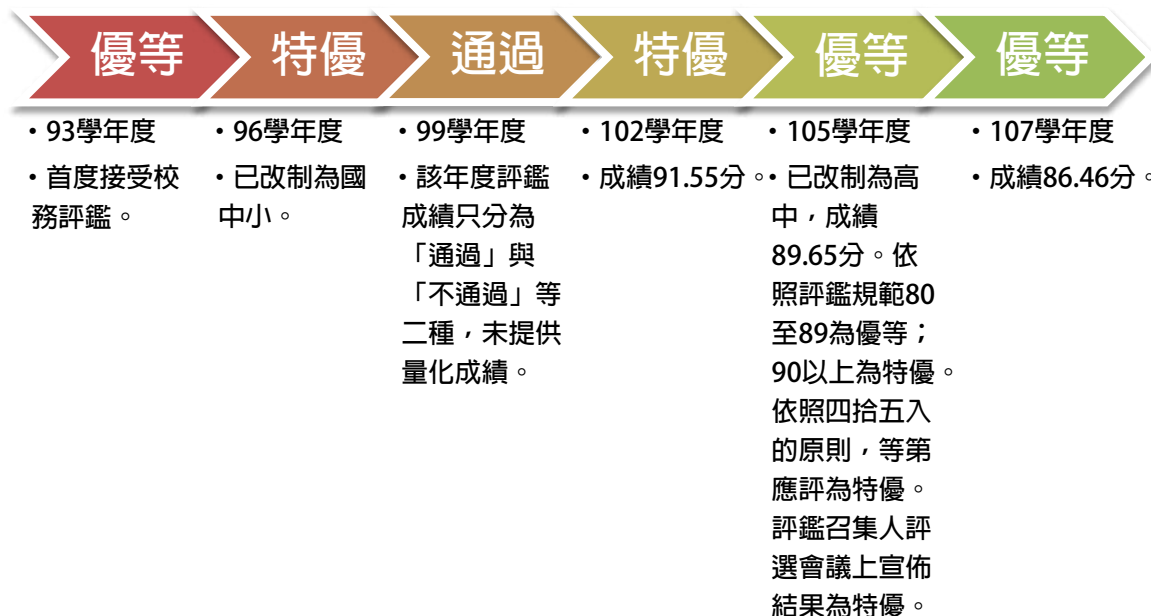 優等
特優
通過
特優
優等
優等
・93學年度
・首度接受校
務評鑑。
・96學年度
・已改制為國
中小。
・99學年度
・該年度評鑑
成績只分為
「通過」與
「不通過」等
二種,未提供
量化成績。
・102學年度
・成績91.55分。
・105學年度
・已改制為高
中,成績
89.65分。依
照評鑑規範80
至89為優等;
90以上為特優。
依照四拾五入
的原則,等第
應評為特優。
評鑑召集人評
選會議上宣佈
結果為特優。
・107學年度
・成績86.46分。